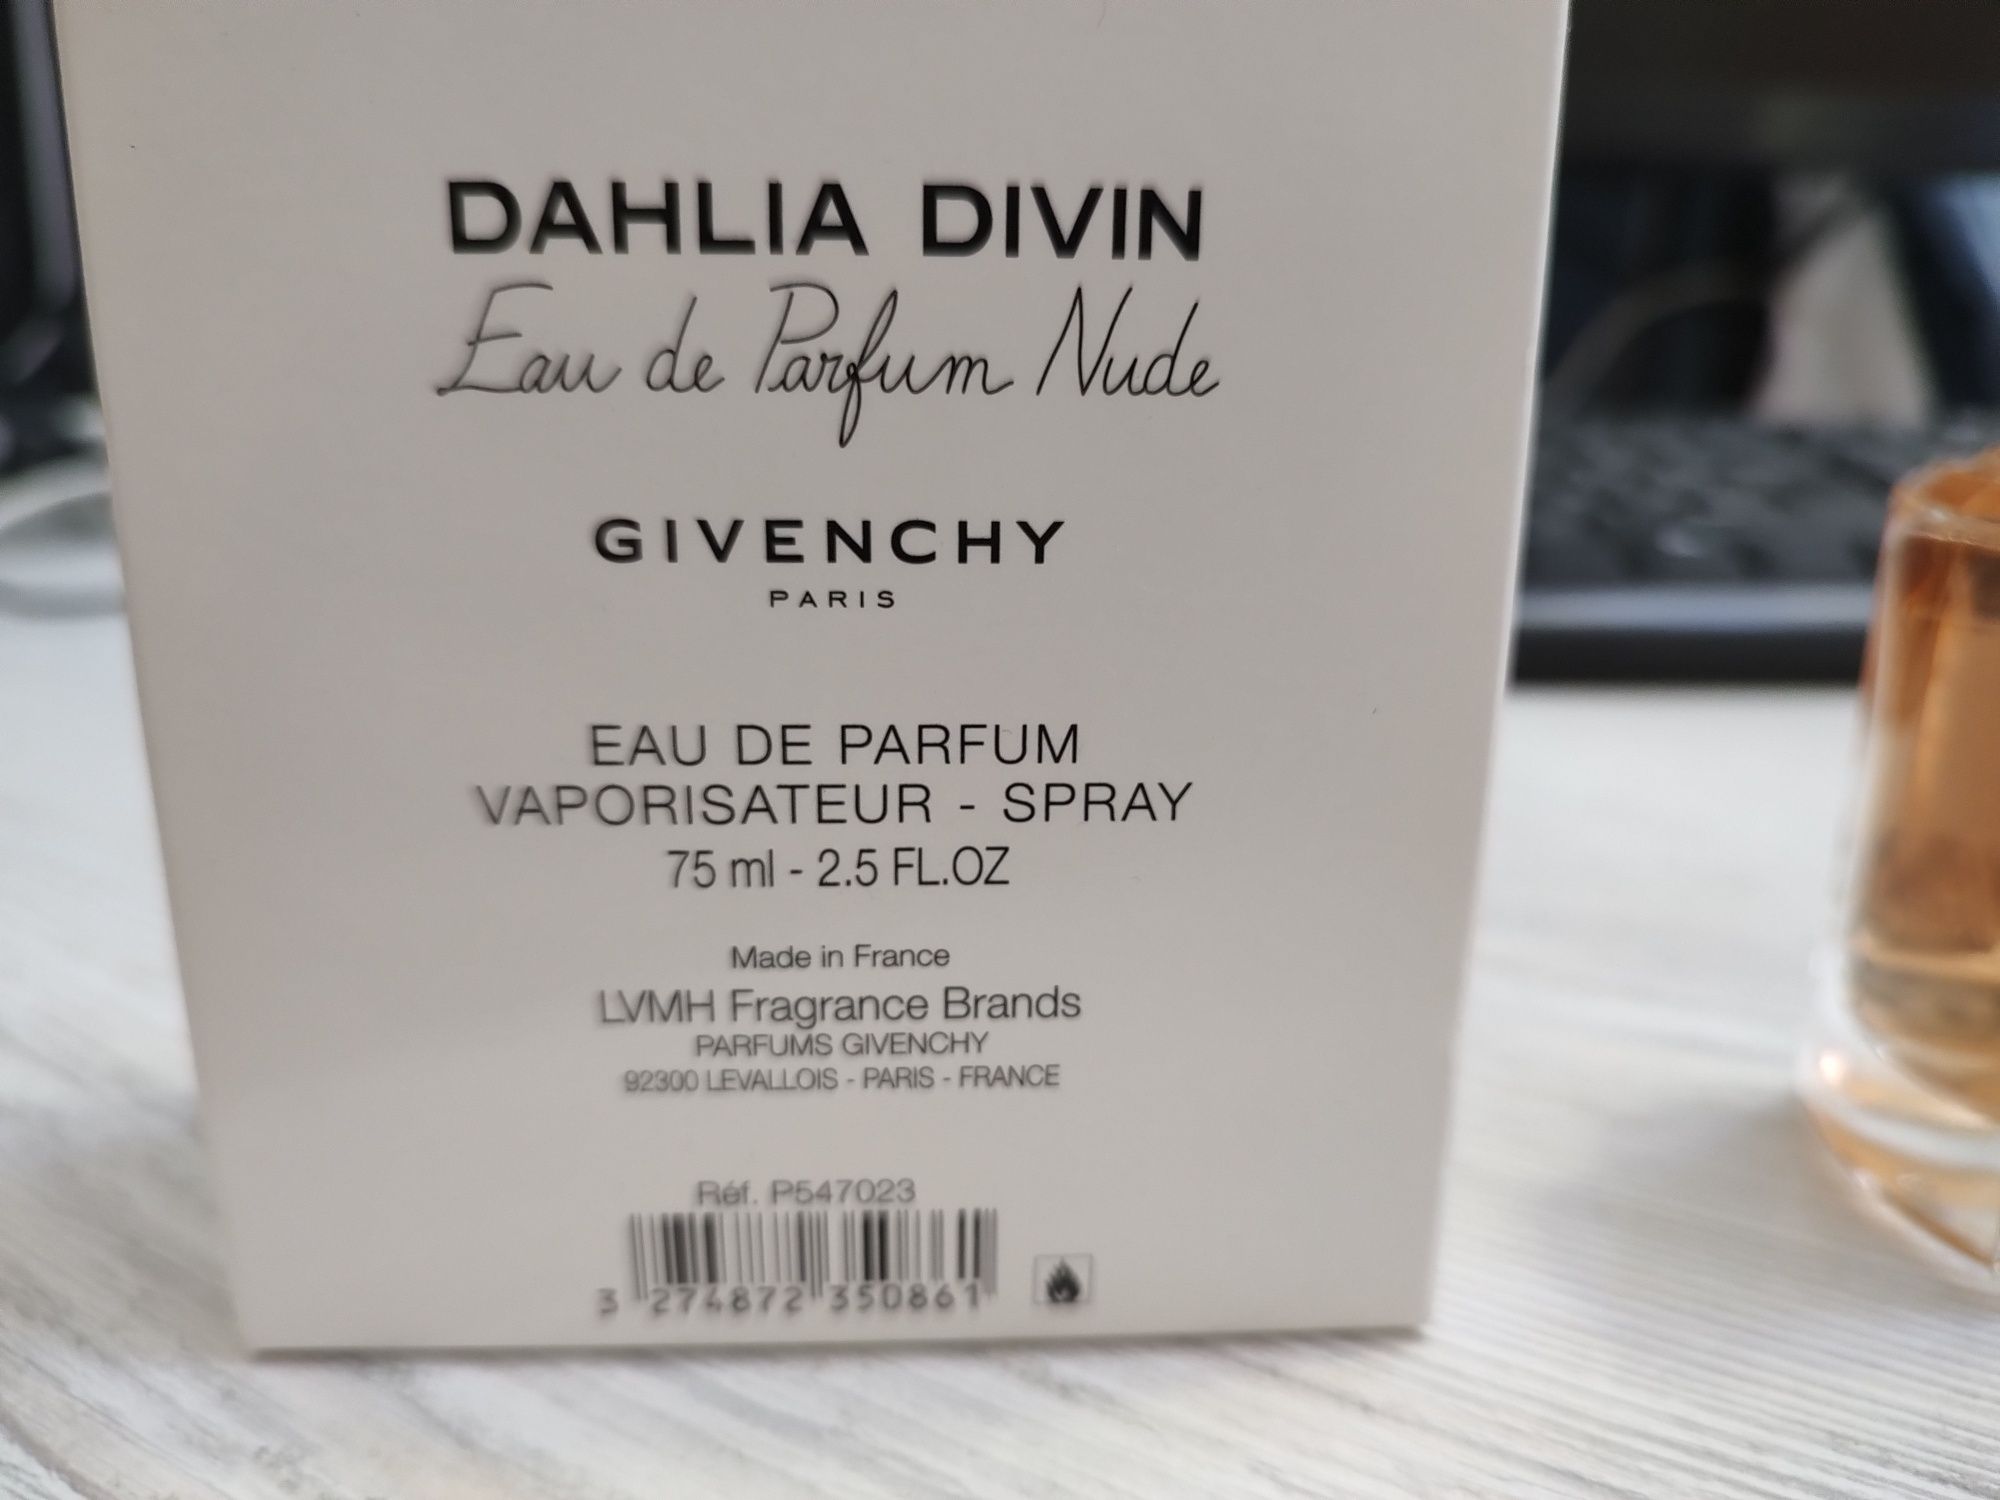 DAHLIA DIVIN
Eau de Parfum Nude
GIVENCHY
PARIS
EAU DE PARFUM
VAPORISATEUR - SPRAY
75 ml - 2.5 FL.OZ
Made in France
LVMH Fragrance Brands
PARFUMS GIVENCHY
92300 LEVALLOIS - PARIS - FRANCE
Réf. P547023
3 274872 350861